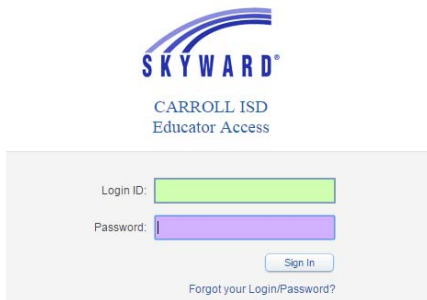 SKYWARD®
CARROLL ISD
Educator Access
Login ID:
Password:
Sign In
Forgot your Login/Password?